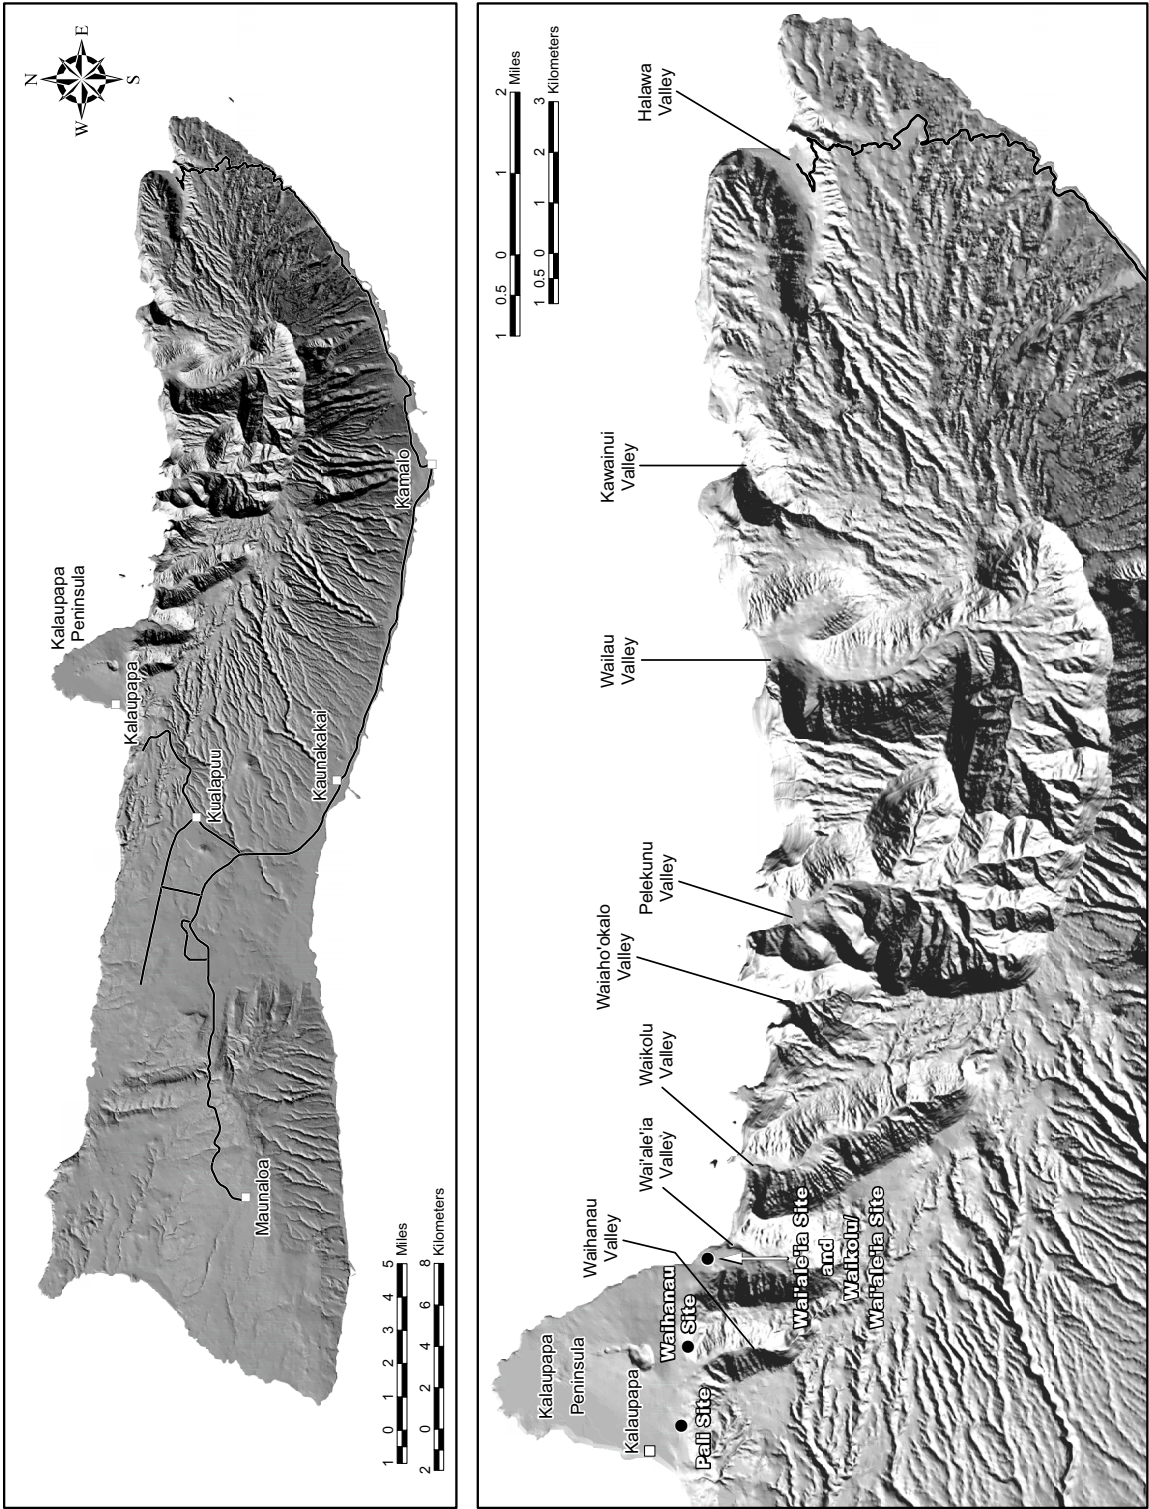 N
E
S
W
Kalaupapa
Peninsula
Kalaupapa
Kualapuu
Kaunakakai
Kamalo
Maunaloa
1 0 1 2 3 4 5
Miles
2 0 2 4 6 8
Kilometers
1 0.5 0 1 2
Miles
1 0.5 0 1 2 3
Kilometers
Halawa
Valley
Kawainui
Valley
Wailau
Valley
Pelekunu
Valley
Waiaho'okalo
Valley
Waikolu
Valley
Wai'ale'ia
Valley
Waihanau
Valley
Kalaupapa
Peninsula
Kalaupapa
Waihanau
Site
Pali Site
Wai'ale'ia Site
and
Waikolu/
Wai'ale'ia Site